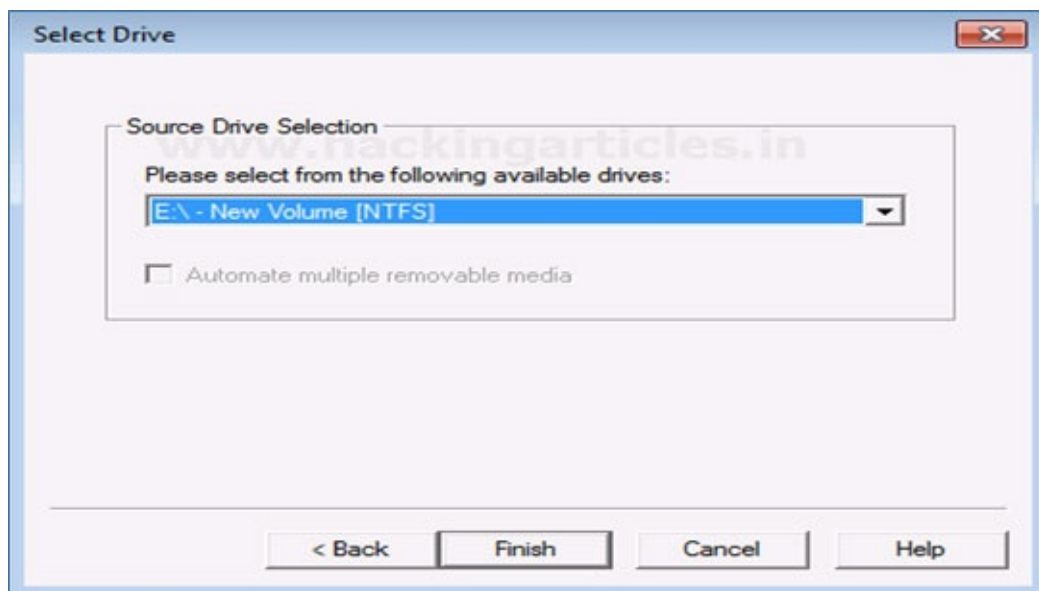 Select Drive
Source Drive Selection
www.hackingarticles.in
Please select from the following available drives:
E:\ - New Volume [NTFS]
Automate multiple removable media
< Back Finish Cancel Help